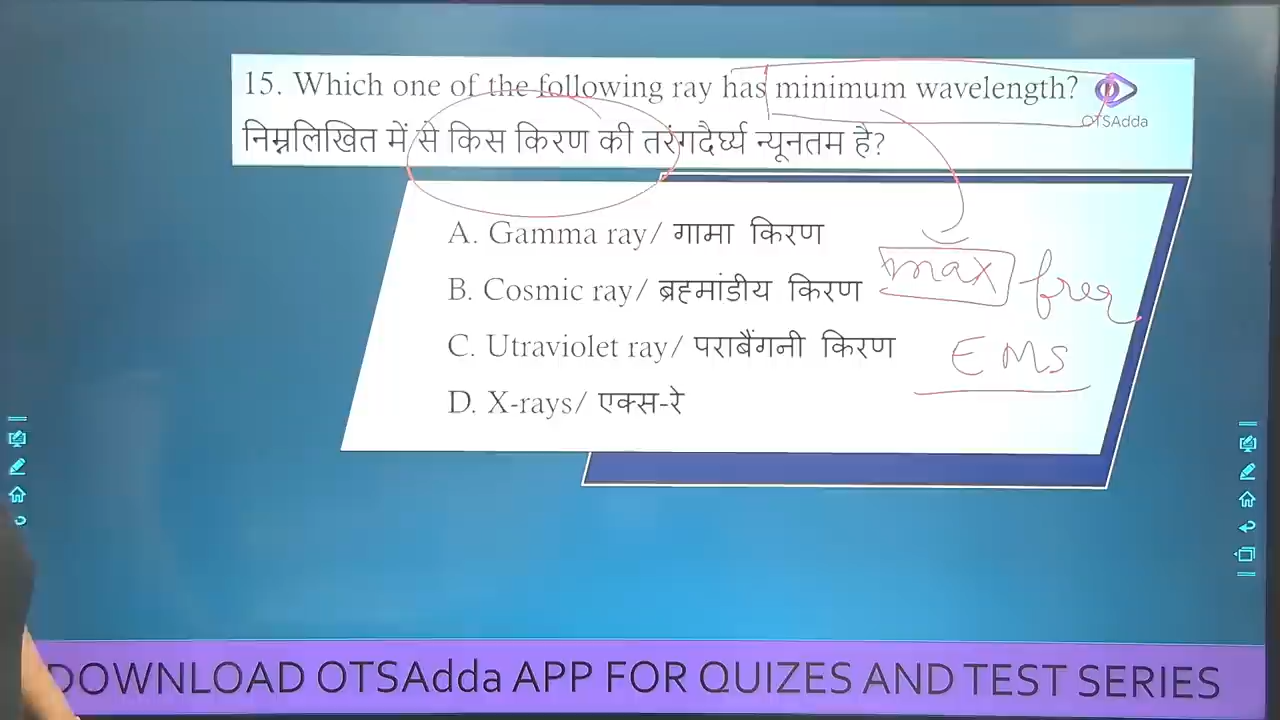 15. Which one of the following ray has minimum wavelength?
OTSAdda
निम्नलिखित में से किस किरण की तरंगदैर्घ्य न्यूनतम है?
A. Gamma ray/ गामा किरण
B. Cosmic ray/ ब्रह्मांडीय किरण
max
C. Utraviolet ray/ पराबैंगनी किरण
EMS
D. X-rays/ एक्स-रे
DOWNLOAD OTSAdda APP FOR QUIZES AND TEST SERIES